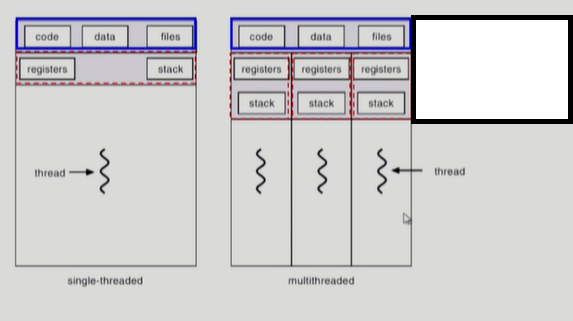 code data files code data files
registers stack registers registers registers
stack stack stack
thread thread
single-threaded multithreaded